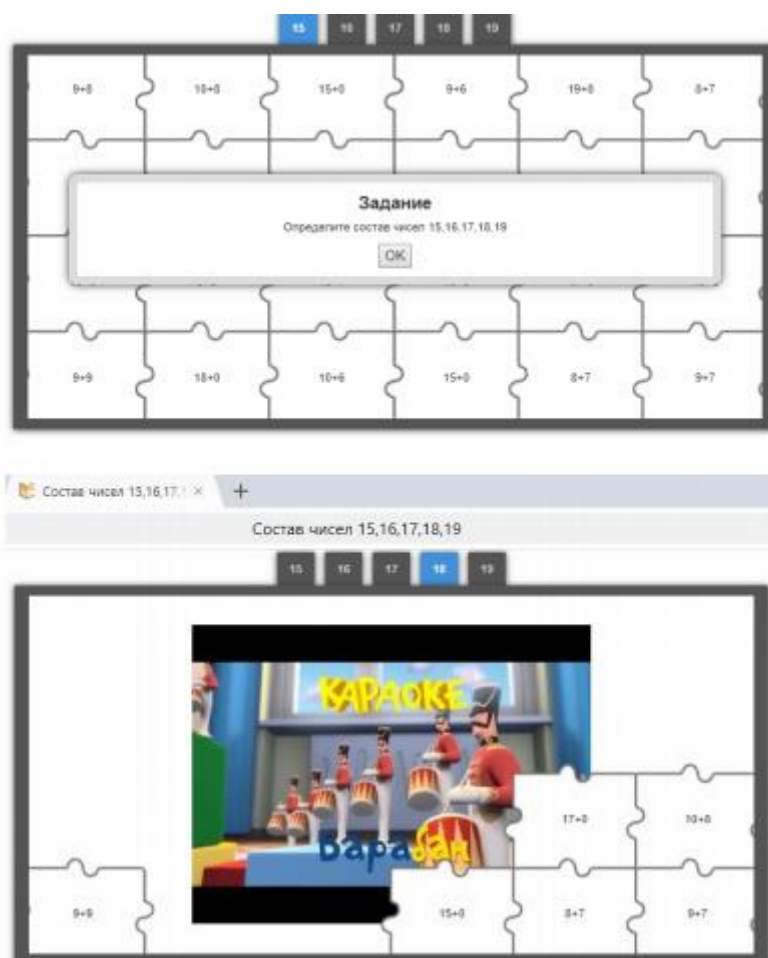 15 16 17 18 19
9+8 18+8 15+0 9+6 19+0 8+7
Задание
Определите состав чисел 15,16,17,18,19
OK
9+9 18+0 10+6 15+0 8+7 9+7
Состав чисел 15,16,17,1
Состав чисел 15,16,17,18,19
15 16 17 18 19
КАРАОКЕ
17+0 10+8
Барабан
9+9 15+0 8+7 9+7